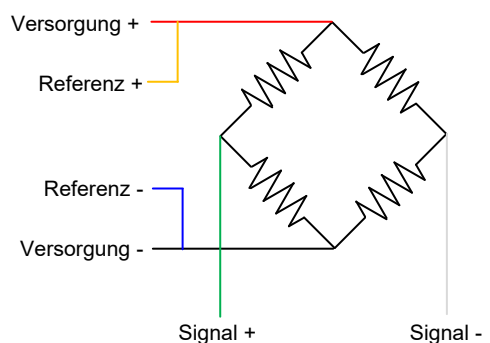 Versorgung +
Referenz +
Referenz -
Versorgung -
Signal +
Signal -